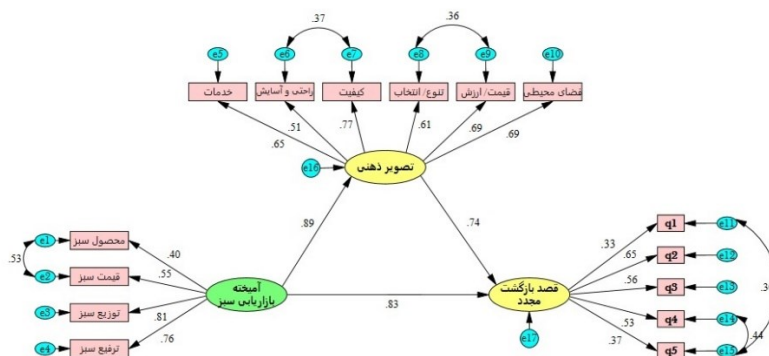 .37
.36
e5
e6
e7
e8
e9
e10
خدمات
راحتی و آسایش
کیفیت
تنوع/ انتخاب
قیمت/ ارزش
فضای محیطی
.65
.51
.77
.61
.69
.69
e16
تصویر ذهنی
.89
.74
.53
e1
محصول سبز
e2
قیمت سبز
e3
توزیع سبز
e4
ترفیع سبز
.40
.55
.81
.76
آمیخته
بازاریابی سبز
.83
قصد بازگشت
مجدد
e17
.33
.65
.56
.53
.37
q1
e11
q2
e12
q3
e13
q4
e14
q5
e15
.44